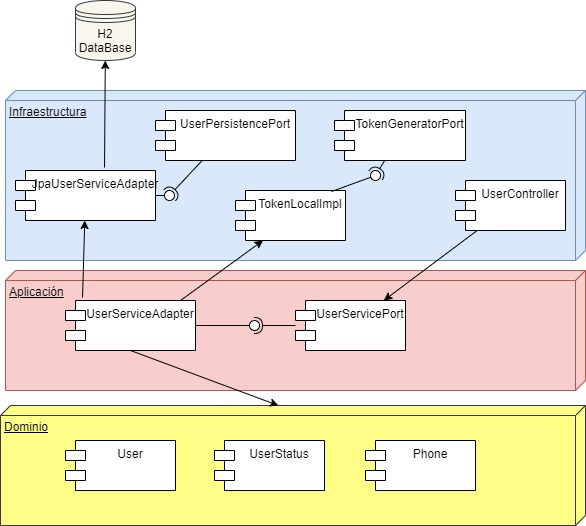 H2
DataBase
Infraestructura
UserPersistencePort
TokenGeneratorPort
JpaUserServiceAdapter
TokenLocalImpl
UserController
Aplicación
UserServiceAdapter
UserServicePort
Dominio
User
UserStatus
Phone